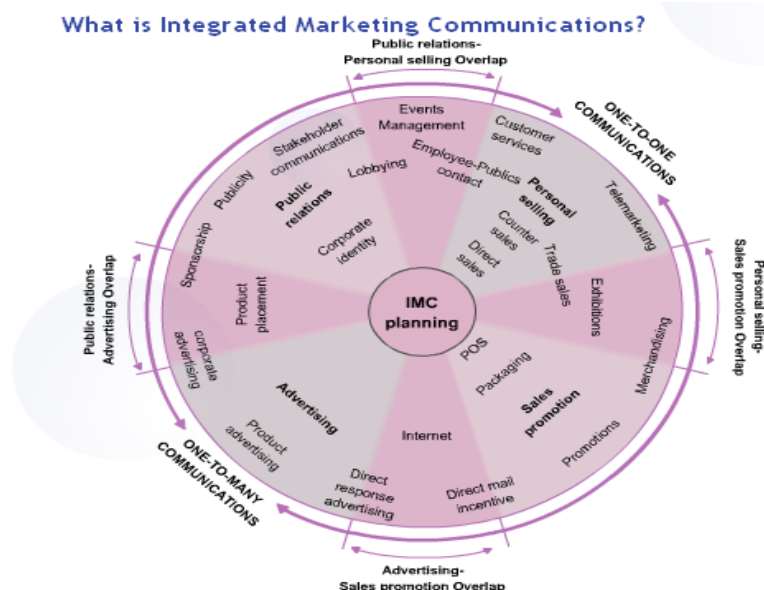 What is Integrated Marketing Communications?
Public relations-
Personal selling Overlap
Events
Management
Customer
services
ONE-TO-ONE
COMMUNICATIONS
Stakeholder
communications
Lobbying
Employee-Publics
contact
Personal
selling
Telemarketing
Publicity
Public
relations
Counter
sales
Direct
sales
Trade sales
Sponsorship
Corporate
identity
Public relations-
Advertising Overlap
Product
placement
IMC
planning
Exhibitions
Personal selling-
Sales promotion Overlap
corporate
advertising
POS
Packaging
Merchandising
Advertising
Sales
promotion
Product
advertising
Internet
Promotions
ONE-TO-MANY
COMMUNICATIONS
Direct
response
advertising
Direct mail
incentive
Advertising-
Sales promotion Overlap